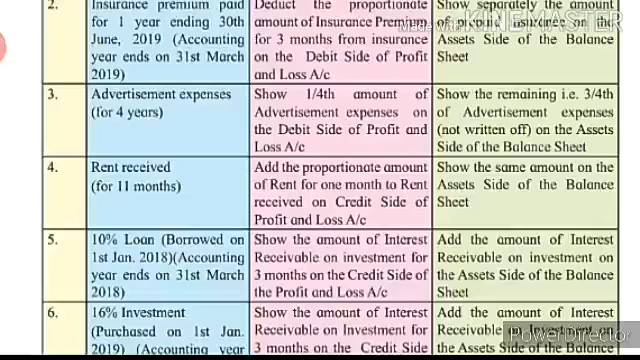 2.
Insurance premium paid
for 1 year ending 30th
June, 2019 (Accounting
year ends on 31st March
2019)
Deduct the proportionate
amount of Insurance Premium
for 3 months from insurance
on the Debit Side of Profit
and Loss A/c
Show separately the amount
of prepaid insurance on the
Assets Side of the Balance
Sheet
Made with KINEMASTER
3.
Advertisement expenses
(for 4 years)
Show 1/4th amount of
Advertisement expenses on
the Debit Side of Profit and
Loss A/c
Show the remaining i.e. 3/4th
of Advertisement expenses
(not written off) on the Assets
Side of the Balance Sheet
4.
Rent received
(for 11 months)
Add the proportionate amount
of Rent for one month to Rent
received on Credit Side of
Profit and Loss A/c
Show the same amount on the
Assets Side of the Balance
Sheet
5.
10% Loan (Borrowed on
1st Jan. 2018)(Accounting
year ends on 31st March
2018)
Show the amount of Interest
Receivable on investment for
3 months on the Credit Side of
the Profit and Loss A/c
Add the amount of Interest
Receivable on investment on
the Assets Side of the Balance
Sheet
6.
16% Investment
(Purchased on 1st Jan.
2019) (Accounting year
Show the amount of Interest
Receivable on Investment for
3 months on the Credit Side
Add the amount of Interest
Receivable on Investment on
the Assets Side of the Balance
PowerDirector